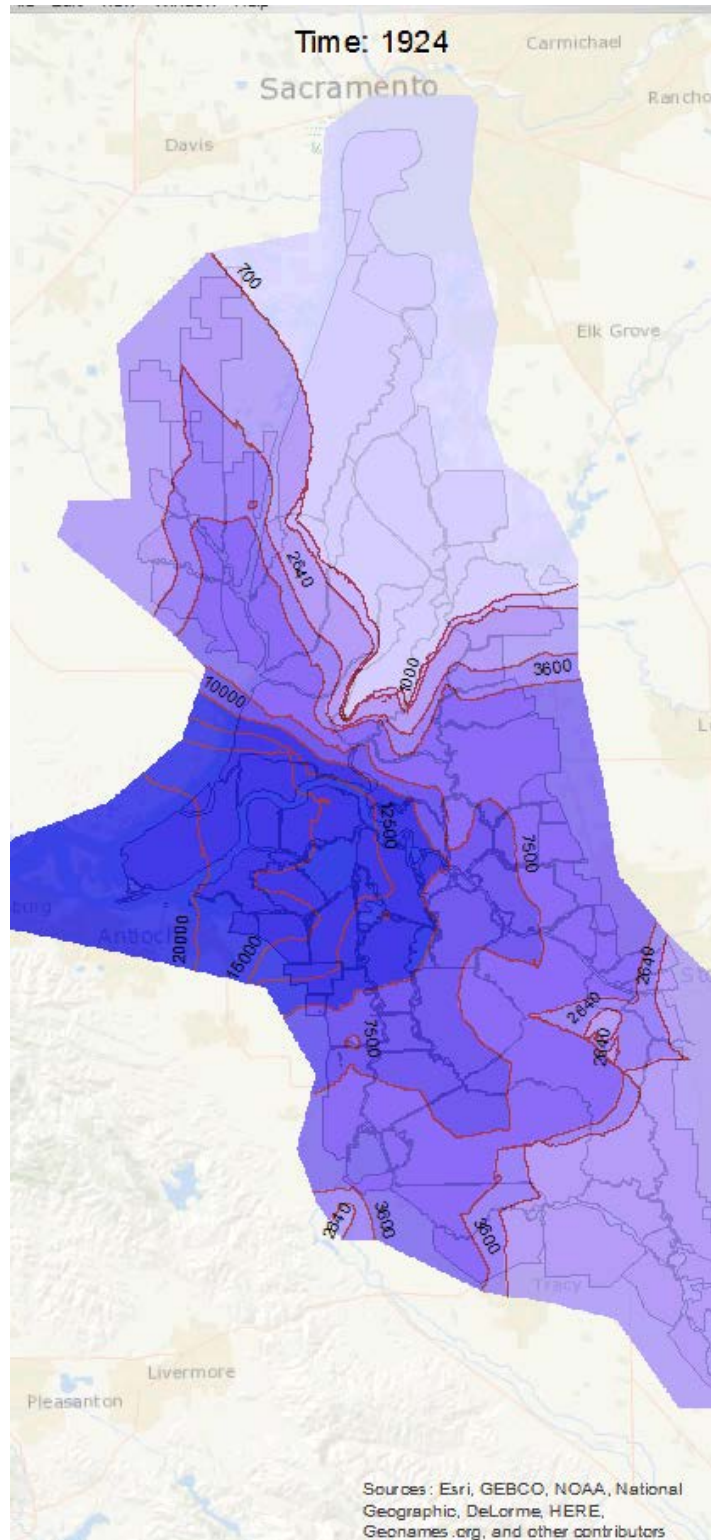 Time: 1924
Carmichael
Sacramento
Rancho
Davis
700
Elk Grove
2640
3600
1000
10000
12500
7500
20000
15000
Antioch
2640
2640
2640
7500
2640
3600
3600
Tracy
Livermore
Pleasanton
Sources: Esri, GEBCO, NOAA, National
Geographic, DeLorme, HERE,
Geonames.org, and other contributors